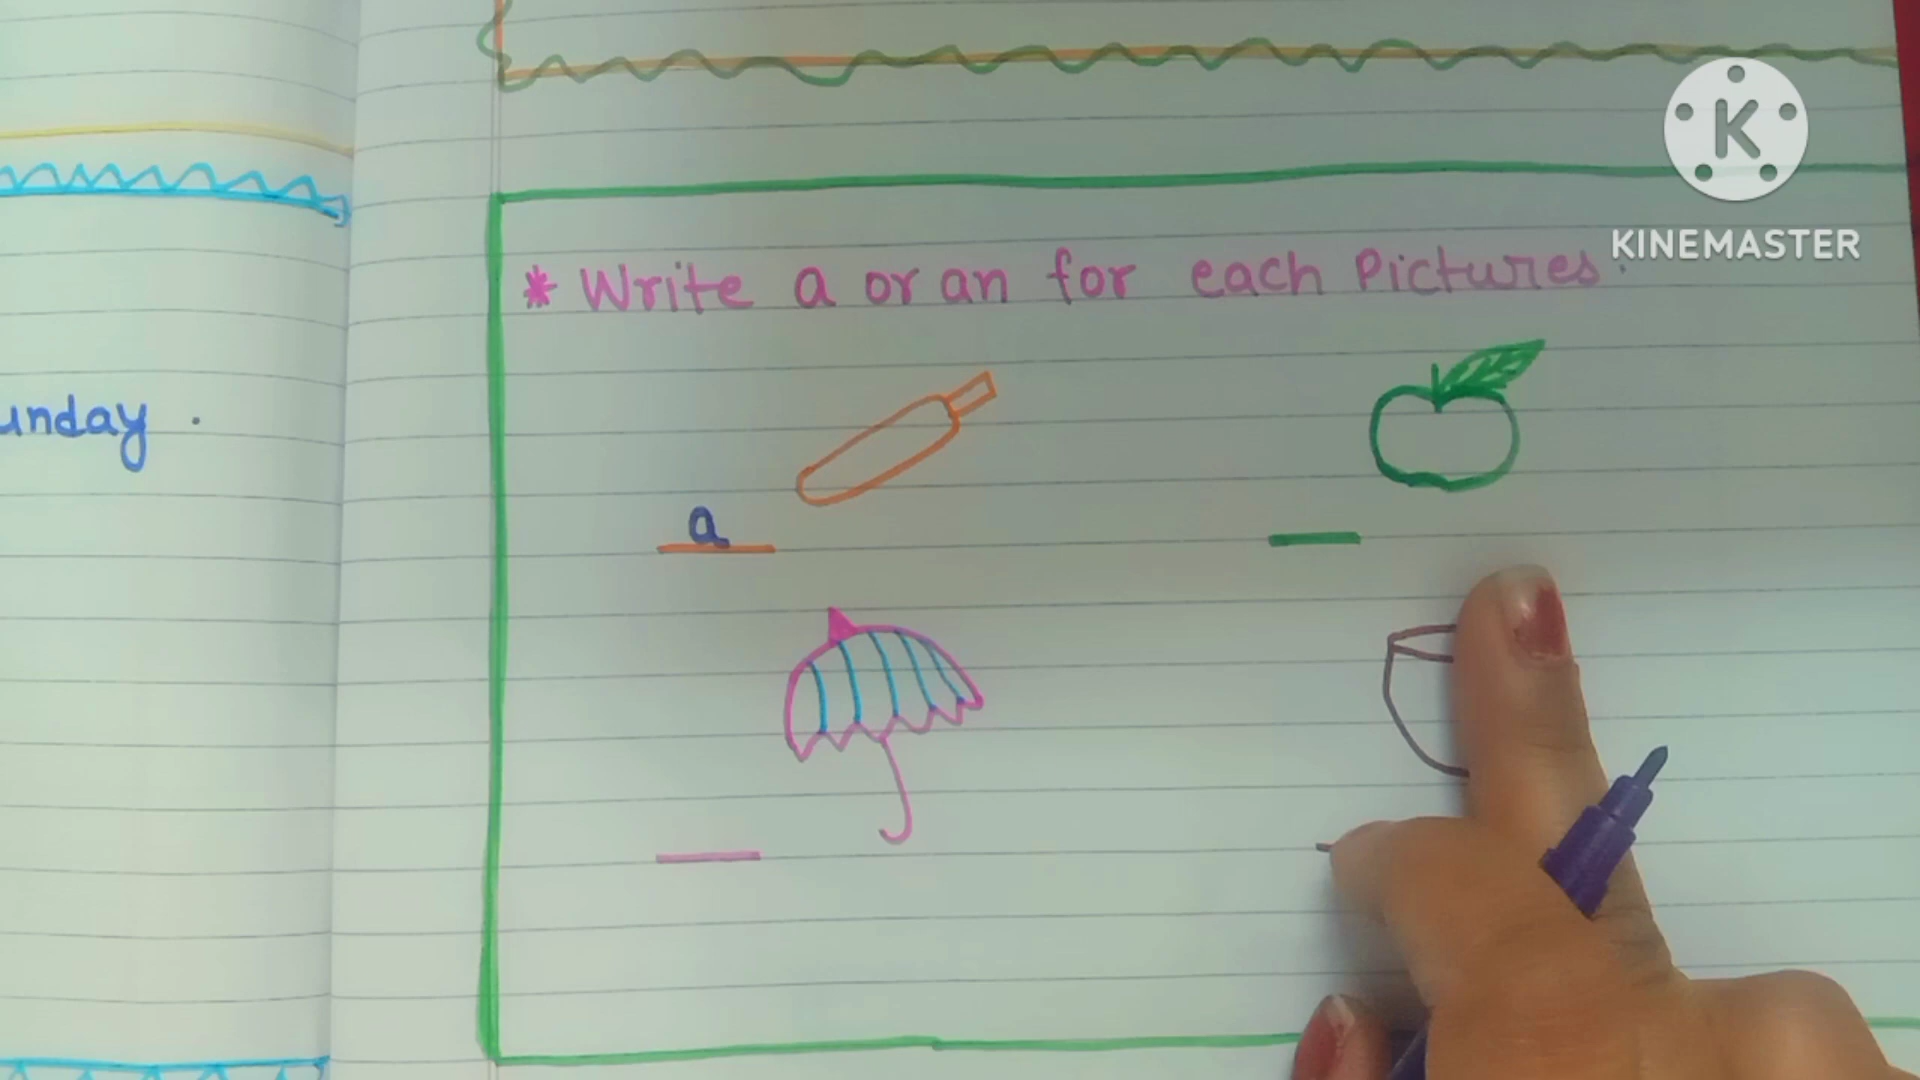 K
KINEMASTER
* Write a or an for each Pictures.
unday .
a